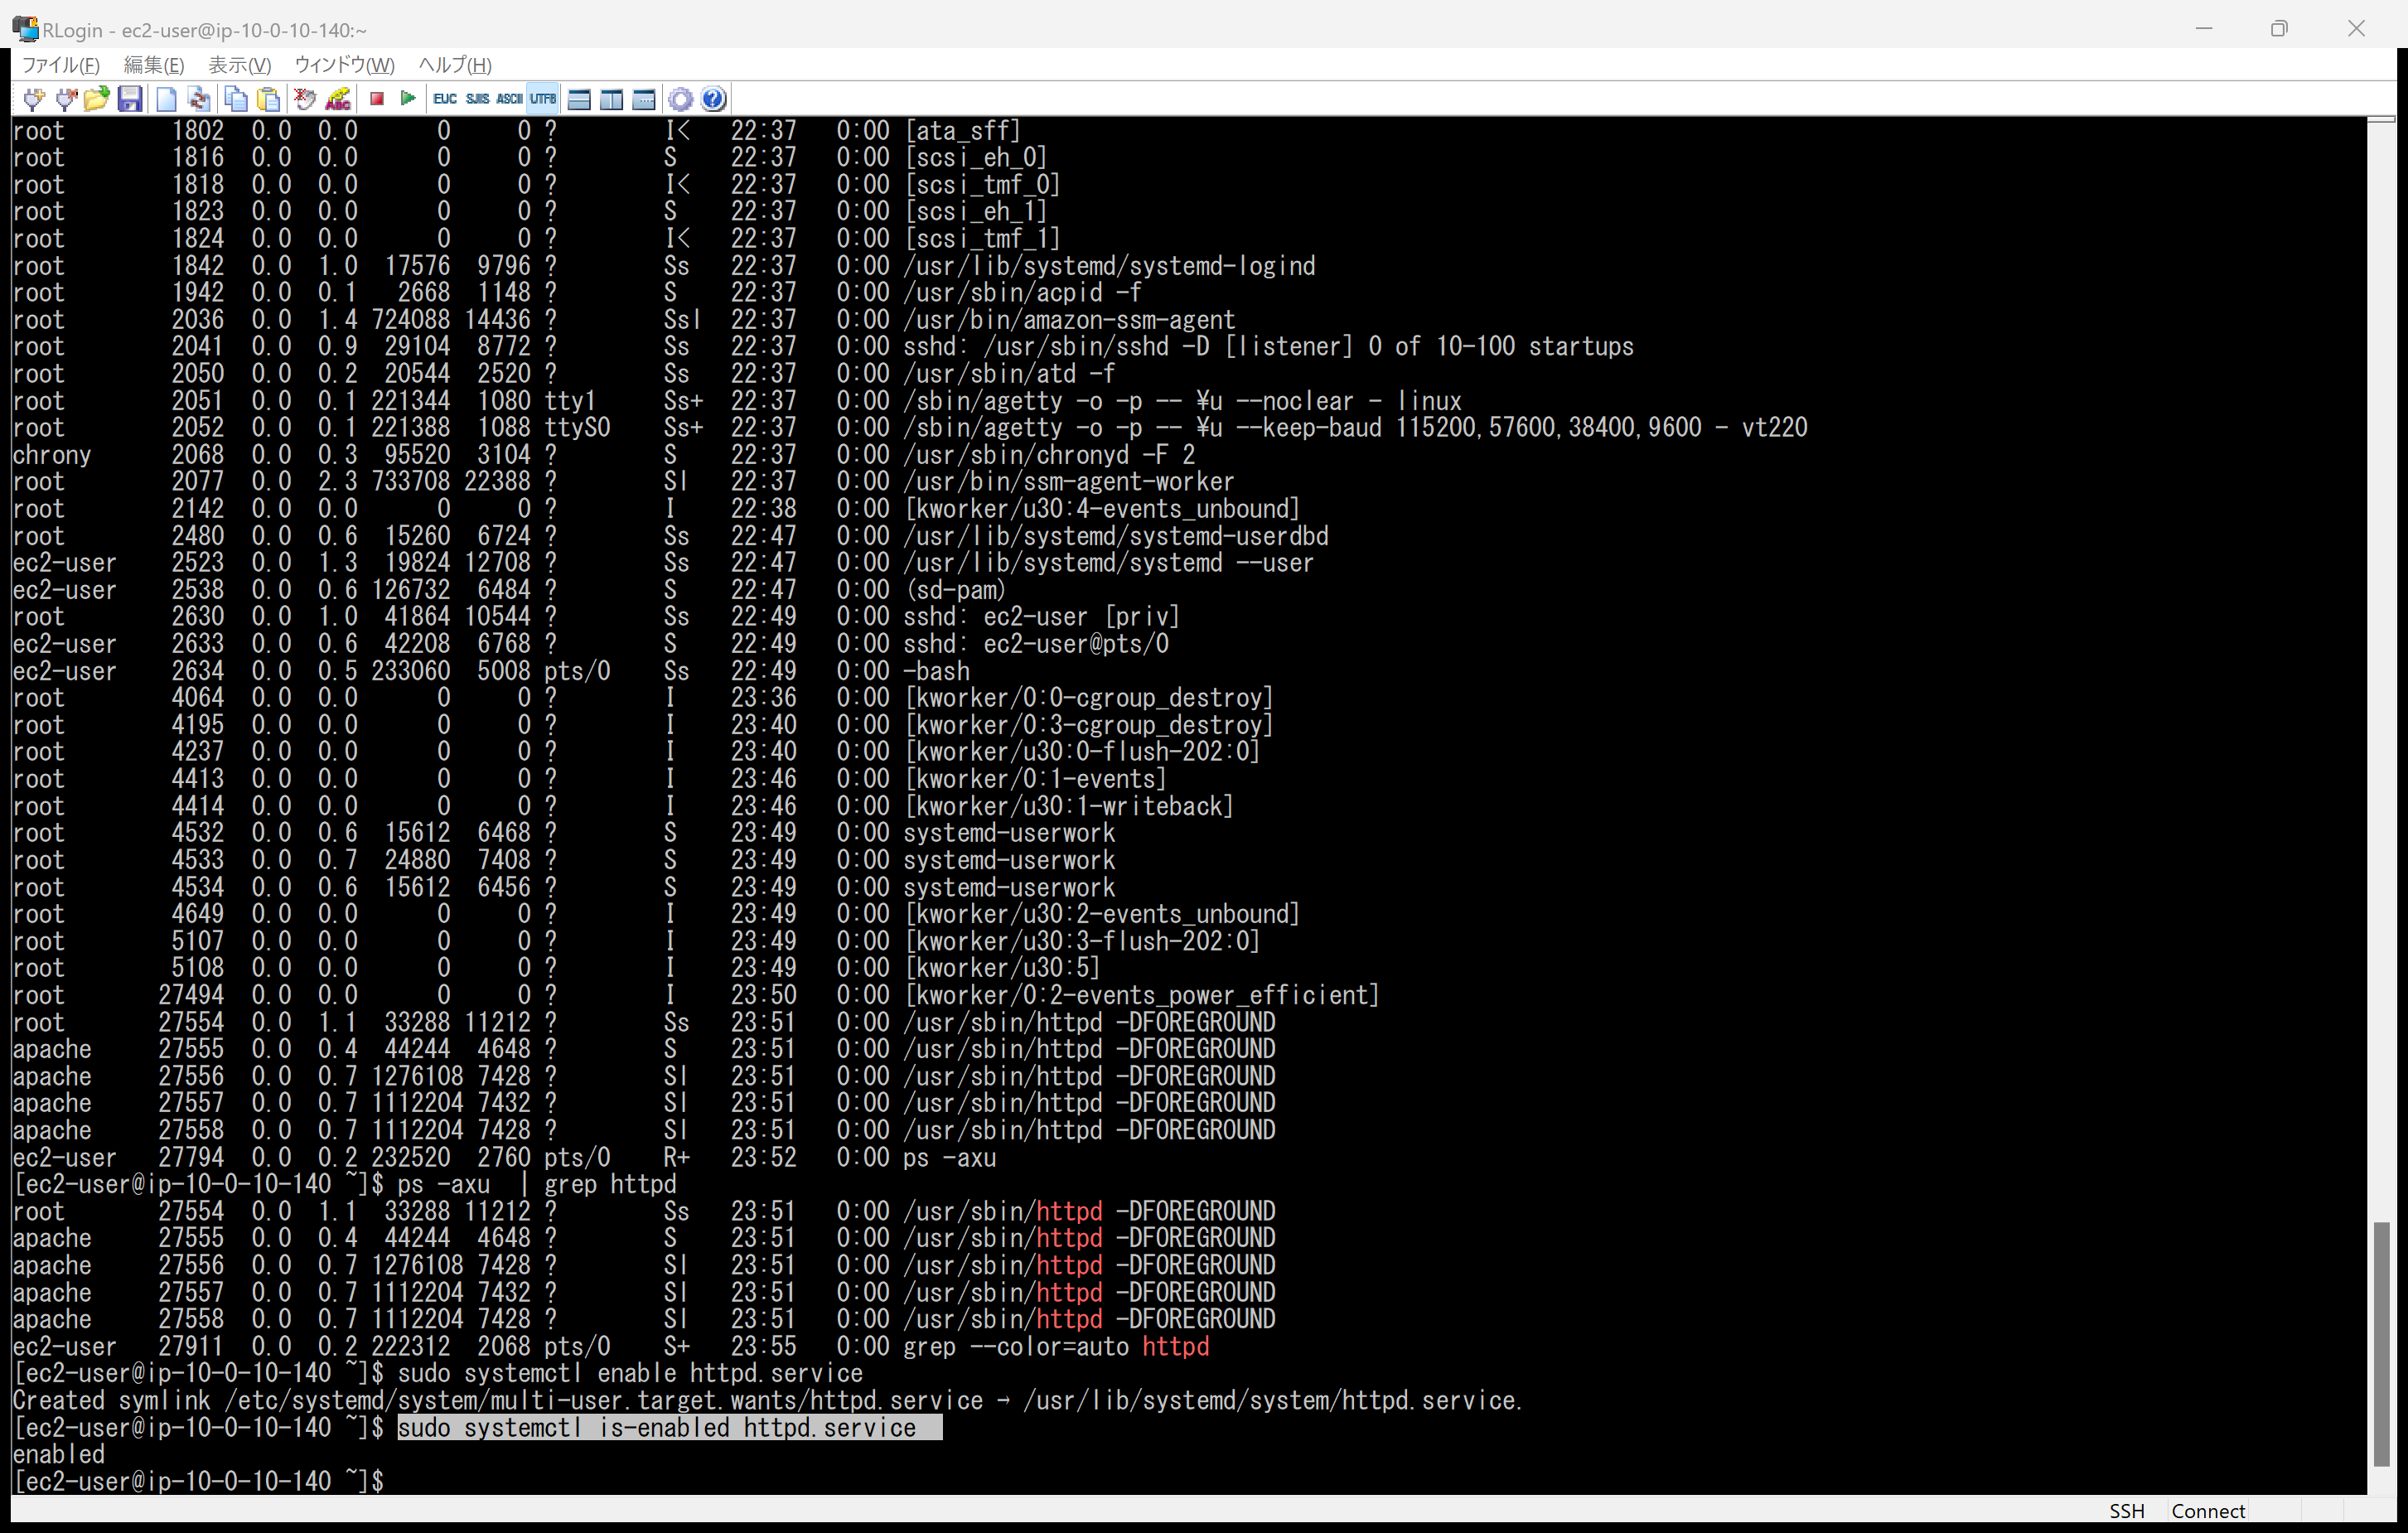 RLogin - ec2-user@ip-10-0-10-140:~
ファイル(F) 編集(E) 表示(V) ウィンドウ(W) ヘルプ(H)
EUC SJIS ASCII UTF8
root 1802 0.0 0.0 0 0 ? I< 22:37 0:00 [ata_sff]
root 1816 0.0 0.0 0 0 ? S 22:37 0:00 [scsi_eh_0]
root 1818 0.0 0.0 0 0 ? I< 22:37 0:00 [scsi_tmf_0]
root 1823 0.0 0.0 0 0 ? S 22:37 0:00 [scsi_eh_1]
root 1824 0.0 0.0 0 0 ? I< 22:37 0:00 [scsi_tmf_1]
root 1842 0.0 1.0 17576 9796 ? Ss 22:37 0:00 /usr/lib/systemd/systemd-logind
root 1942 0.0 0.1 2668 1148 ? S 22:37 0:00 /usr/sbin/acpid -f
root 2036 0.0 1.4 724088 14436 ? Ssl 22:37 0:00 /usr/bin/amazon-ssm-agent
root 2041 0.0 0.9 29104 8772 ? Ss 22:37 0:00 sshd: /usr/sbin/sshd -D [listener] 0 of 10-100 startups
root 2050 0.0 0.2 20544 2520 ? Ss 22:37 0:00 /usr/sbin/atd -f
root 2051 0.0 0.1 221344 1080 tty1 Ss+ 22:37 0:00 /sbin/agetty -o -p -- ¥u --noclear - linux
root 2052 0.0 0.1 221388 1088 ttyS0 Ss+ 22:37 0:00 /sbin/agetty -o -p -- ¥u --keep-baud 115200,57600,38400,9600 - vt220
chrony 2068 0.0 0.3 95520 3104 ? S 22:37 0:00 /usr/sbin/chronyd -F 2
root 2077 0.0 2.3 733708 22388 ? Sl 22:37 0:00 /usr/bin/ssm-agent-worker
root 2142 0.0 0.0 0 0 ? I 22:38 0:00 [kworker/u30:4-events_unbound]
root 2480 0.0 0.6 15260 6724 ? Ss 22:47 0:00 /usr/lib/systemd/systemd-userdbd
ec2-user 2523 0.0 1.3 19824 12708 ? Ss 22:47 0:00 /usr/lib/systemd/systemd --user
ec2-user 2538 0.0 0.6 126732 6484 ? S 22:47 0:00 (sd-pam)
root 2630 0.0 1.0 41864 10544 ? Ss 22:49 0:00 sshd: ec2-user [priv]
ec2-user 2633 0.0 0.6 42208 6768 ? S 22:49 0:00 sshd: ec2-user@pts/0
ec2-user 2634 0.0 0.5 233060 5008 pts/0 Ss 22:49 0:00 -bash
root 4064 0.0 0.0 0 0 ? I 23:36 0:00 [kworker/0:0-cgroup_destroy]
root 4195 0.0 0.0 0 0 ? I 23:40 0:00 [kworker/0:3-cgroup_destroy]
root 4237 0.0 0.0 0 0 ? I 23:40 0:00 [kworker/u30:0-flush-202:0]
root 4413 0.0 0.0 0 0 ? I 23:46 0:00 [kworker/0:1-events]
root 4414 0.0 0.0 0 0 ? I 23:46 0:00 [kworker/u30:1-writeback]
root 4532 0.0 0.6 15612 6468 ? S 23:49 0:00 systemd-userwork
root 4533 0.0 0.7 24880 7408 ? S 23:49 0:00 systemd-userwork
root 4534 0.0 0.6 15612 6456 ? S 23:49 0:00 systemd-userwork
root 4649 0.0 0.0 0 0 ? I 23:49 0:00 [kworker/u30:2-events_unbound]
root 5107 0.0 0.0 0 0 ? I 23:49 0:00 [kworker/u30:3-flush-202:0]
root 5108 0.0 0.0 0 0 ? I 23:49 0:00 [kworker/u30:5]
root 27494 0.0 0.0 0 0 ? I 23:50 0:00 [kworker/0:2-events_power_efficient]
root 27554 0.0 1.1 33288 11212 ? Ss 23:51 0:00 /usr/sbin/httpd -DFOREGROUND
apache 27555 0.0 0.4 44244 4648 ? S 23:51 0:00 /usr/sbin/httpd -DFOREGROUND
apache 27556 0.0 0.7 1276108 7428 ? Sl 23:51 0:00 /usr/sbin/httpd -DFOREGROUND
apache 27557 0.0 0.7 1112204 7432 ? Sl 23:51 0:00 /usr/sbin/httpd -DFOREGROUND
apache 27558 0.0 0.7 1112204 7428 ? Sl 23:51 0:00 /usr/sbin/httpd -DFOREGROUND
ec2-user 27794 0.0 0.2 232520 2760 pts/0 R+ 23:52 0:00 ps -axu
[ec2-user@ip-10-0-10-140 ~]$ ps -axu | grep httpd
root 27554 0.0 1.1 33288 11212 ? Ss 23:51 0:00 /usr/sbin/httpd -DFOREGROUND
apache 27555 0.0 0.4 44244 4648 ? S 23:51 0:00 /usr/sbin/httpd -DFOREGROUND
apache 27556 0.0 0.7 1276108 7428 ? Sl 23:51 0:00 /usr/sbin/httpd -DFOREGROUND
apache 27557 0.0 0.7 1112204 7432 ? Sl 23:51 0:00 /usr/sbin/httpd -DFOREGROUND
apache 27558 0.0 0.7 1112204 7428 ? Sl 23:51 0:00 /usr/sbin/httpd -DFOREGROUND
ec2-user 27911 0.0 0.2 222312 2068 pts/0 S+ 23:55 0:00 grep --color=auto httpd
[ec2-user@ip-10-0-10-140 ~]$ sudo systemctl enable httpd.service
Created symlink /etc/systemd/system/multi-user.target.wants/httpd.service → /usr/lib/systemd/system/httpd.service.
[ec2-user@ip-10-0-10-140 ~]$ sudo systemctl is-enabled httpd.service
enabled
[ec2-user@ip-10-0-10-140 ~]$
SSH Connect